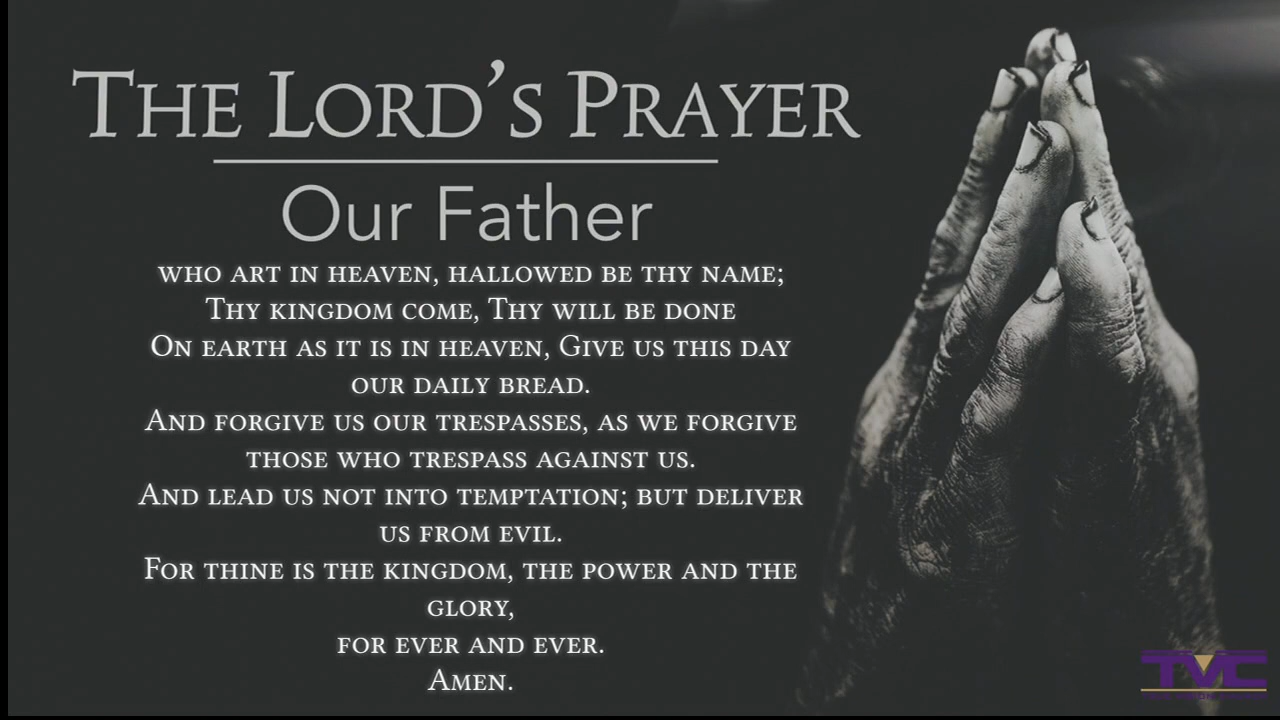 THE LORD'S PRAYER
Our Father
WHO ART IN HEAVEN, HALLOWED BE THY NAME;
THY KINGDOM COME, THY WILL BE DONE
ON EARTH AS IT IS IN HEAVEN, GIVE US THIS DAY
OUR DAILY BREAD.
AND FORGIVE US OUR TRESPASSES, AS WE FORGIVE
THOSE WHO TRESPASS AGAINST US.
AND LEAD US NOT INTO TEMPTATION; BUT DELIVER
US FROM EVIL.
FOR THINE IS THE KINGDOM, THE POWER AND THE
GLORY,
FOR EVER AND EVER.
AMEN.
TVC